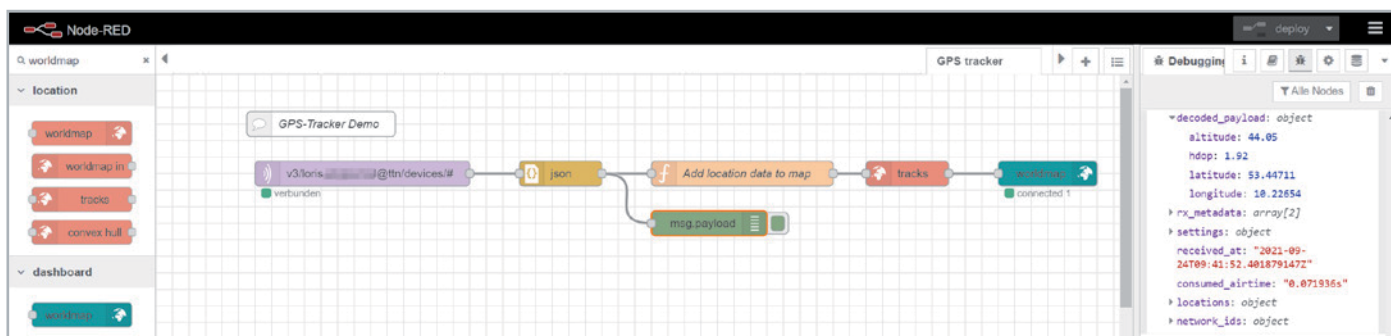 Node-RED
deploy
worldmap
GPS tracker
Debugging
i
Alle Nodes
location
worldmap
worldmap in
tracks
convex hull
dashboard
worldmap
GPS-Tracker Demo
v3/loris. @ttn/devices/#
verbunden
json
Add location data to map
tracks
worldmap
connected 1
msg.payload
decoded_payload: object
altitude: 44.05
hdop: 1.92
latitude: 53.44711
longitude: 10.22654
rx_metadata: array[2]
settings: object
received_at: "2021-09-
24T09:41:52.401879147Z"
consumed_airtime: "0.071936s"
locations: object
network_ids: object